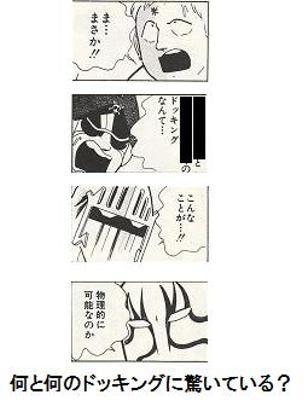 ま…
まさか!!
と
の
ドッキング
なんて…
こんな
ことが…!!
物理的に
可能なのか
何と何のドッキングに驚いている？